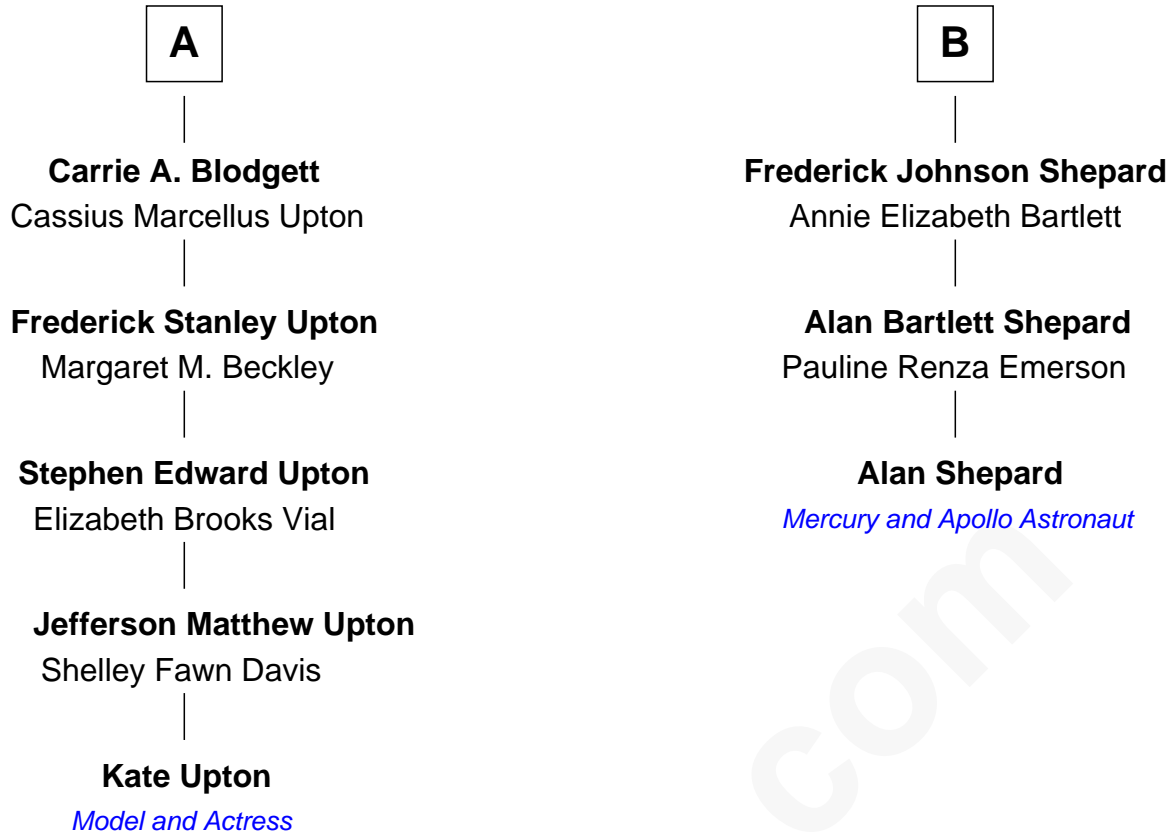 A
Carrie A. Blodgett
Cassius Marcellus Upton
Frederick Stanley Upton
Margaret M. Beckley
Stephen Edward Upton
Elizabeth Brooks Vial
Jefferson Matthew Upton
Shelley Fawn Davis
Kate Upton
Model and Actress
B
Frederick Johnson Shepard
Annie Elizabeth Bartlett
Alan Bartlett Shepard
Pauline Renza Emerson
Alan Shepard
Mercury and Apollo Astronaut
com